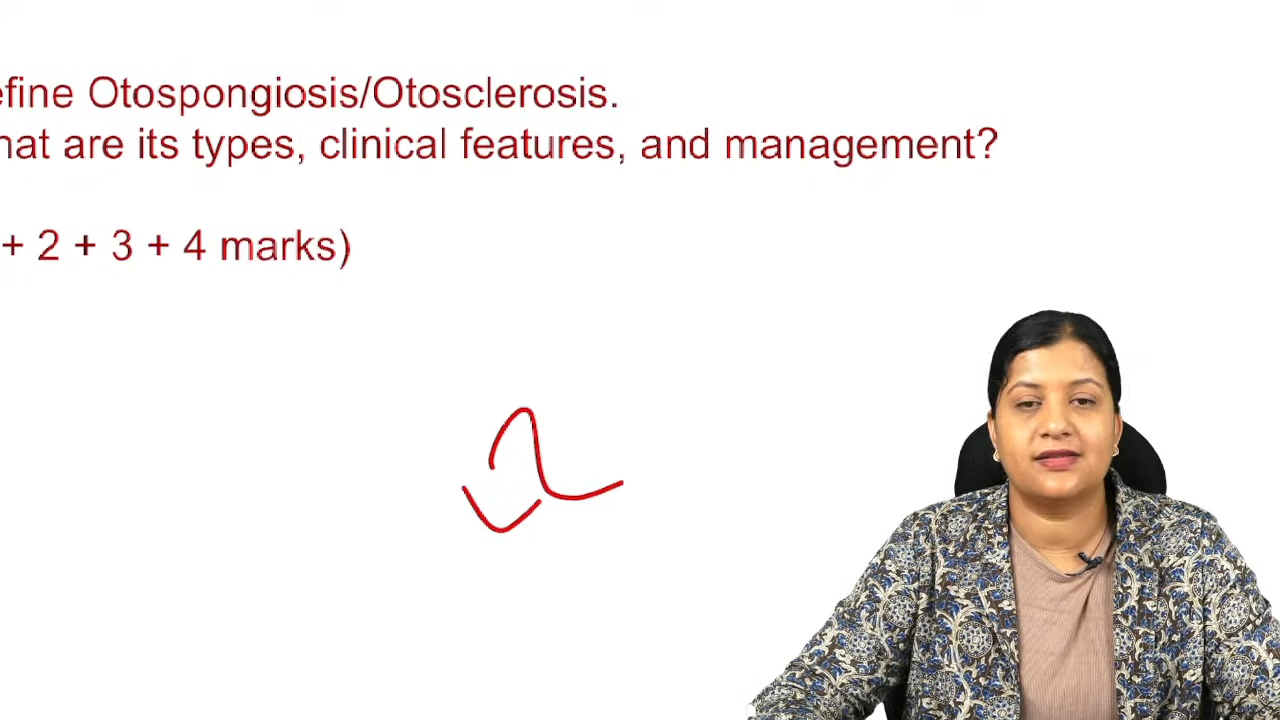 efine Otospongiosis/Otosclerosis.
hat are its types, clinical features, and management?
+ 2 + 3 + 4 marks)